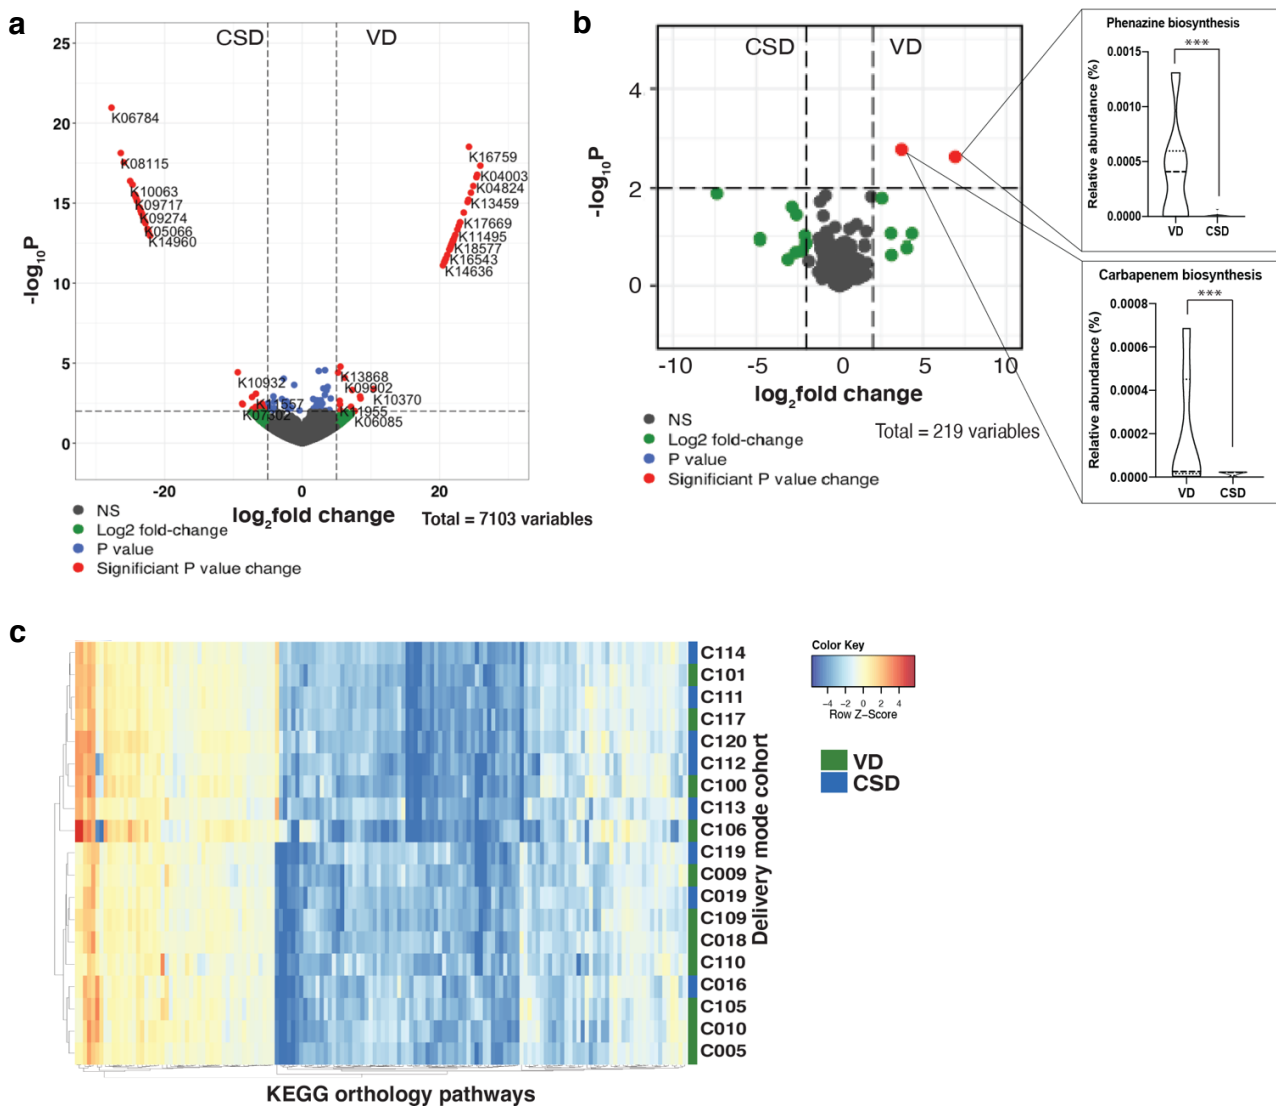 a
CSD
VD
25
20
15
10
5
0
-log10P
K06784
K08115
K10063
K09717
K09274
K05066
K14960
K16759
K04003
K04824
K13459
K17669
K11495
K18577
K16543
K14636
K10932
K11557
K07302
K13868
K09902
K10370
K11955
K06085
-20
0
20
log2fold change
Total = 7103 variables
NS
Log2 fold-change
P value
Significiant P value change
b
CSD
VD
4
2
0
-log10P
-10
-5
0
5
10
log2fold change
Total = 219 variables
NS
Log2 fold-change
P value
Significiant P value change
Phenazine biosynthesis
***
0.0015
0.0010
0.0005
0.0000
Relative abundance (%)
VD
CSD
Carbapenem biosynthesis
***
0.0008
0.0006
0.0004
0.0002
0.0000
Relative abundance (%)
VD
CSD
c
C114
C101
C111
C117
C120
C112
C100
C113
C106
C119
C009
C019
C109
C018
C110
C016
C105
C010
C005
Delivery mode cohort
KEGG orthology pathways
Color Key
-4 -2 0 2 4
Row Z-Score
VD
CSD